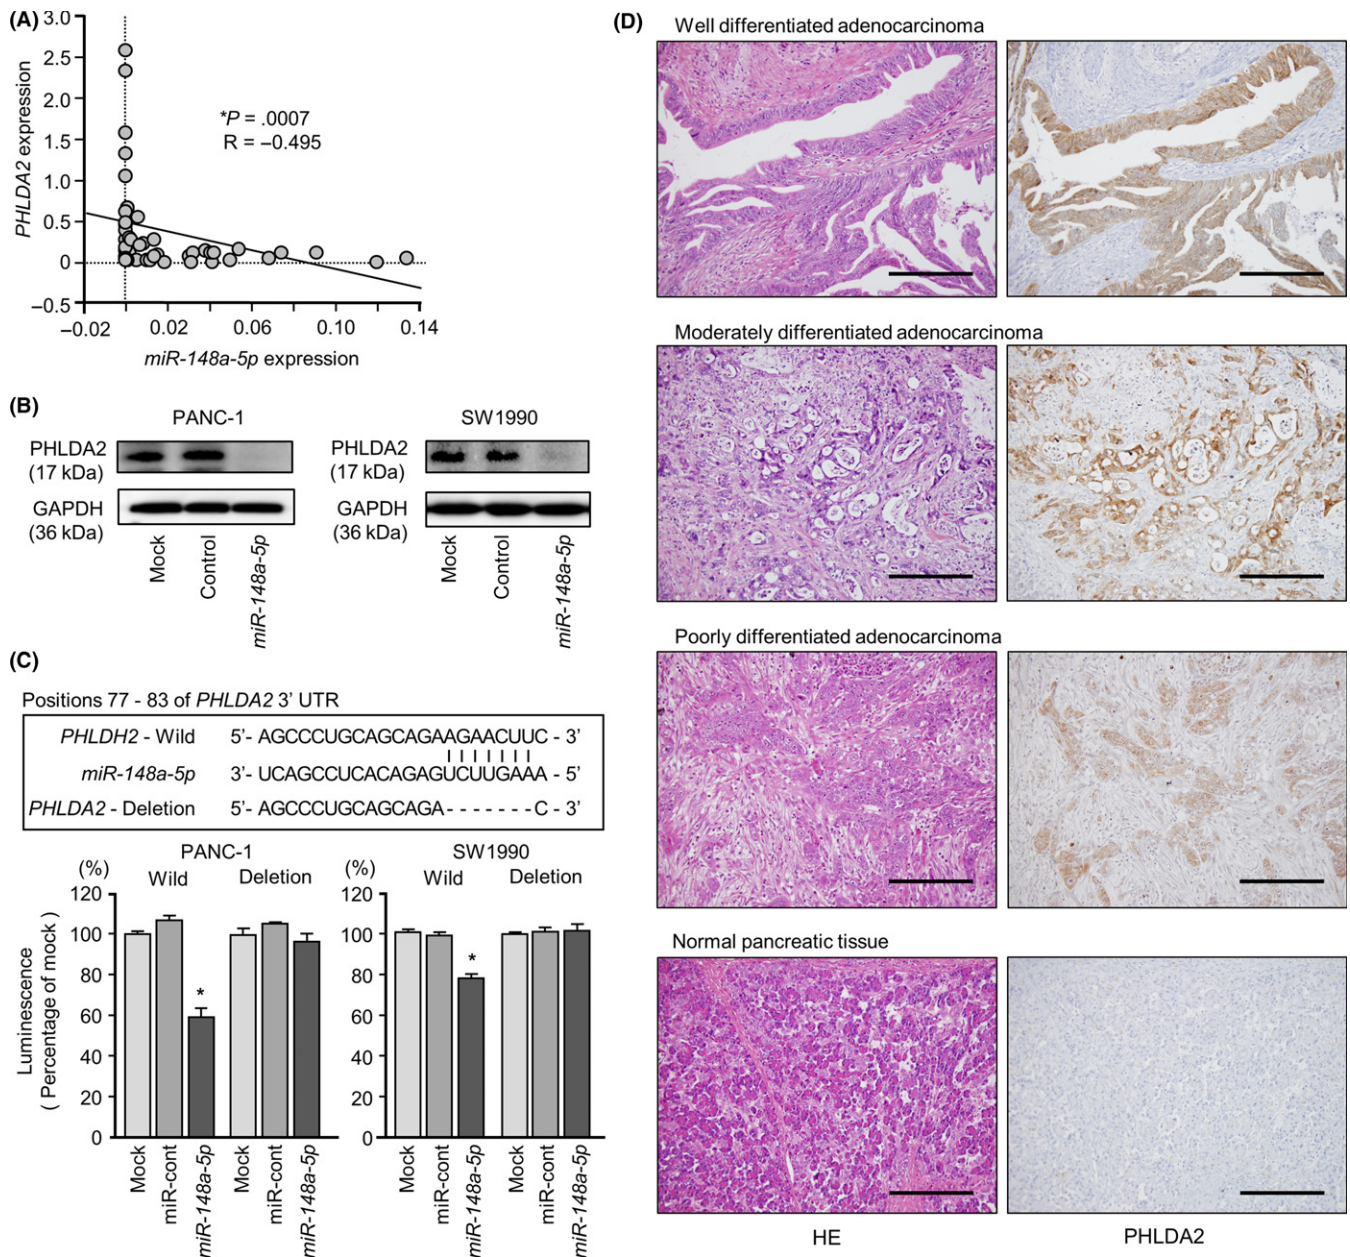 (A)
3.0
2.5
2.0
1.5
1.0
0.5
0
−0.5
PHLDA2 expression
*P = .0007
R = −0.495
−0.02 0.02 0.06 0.10 0.14
miR-148a-5p expression
(B)
PANC-1
PHLDA2
(17 kDa)
GAPDH
(36 kDa)
Mock Control miR-148a-5p
SW1990
PHLDA2
(17 kDa)
GAPDH
(36 kDa)
Mock Control miR-148a-5p
(C)
Positions 77 - 83 of PHLDA2 3’ UTR
PHLDH2 - Wild 5’- AGCCCUGCAGCAGAAGAACUUC - 3’
miR-148a-5p 3’- UCAGCCUCACAGAGUCUUGAAA - 5’
PHLDA2 - Deletion 5’- AGCCCUGCAGCAGA - - - - - - - C - 3’
PANC-1
(%) Wild Deletion
120
100
80
60
40
20
0
Luminescence
( Percentage of mock )
*
Mock miR-cont miR-148a-5p Mock miR-cont miR-148a-5p
SW1990
(%) Wild Deletion
120
100
80
60
40
20
0
*
Mock miR-cont miR-148a-5p Mock miR-cont miR-148a-5p
(D)
Well differentiated adenocarcinoma
Moderately differentiated adenocarcinoma
Poorly differentiated adenocarcinoma
Normal pancreatic tissue
HE PHLDA2